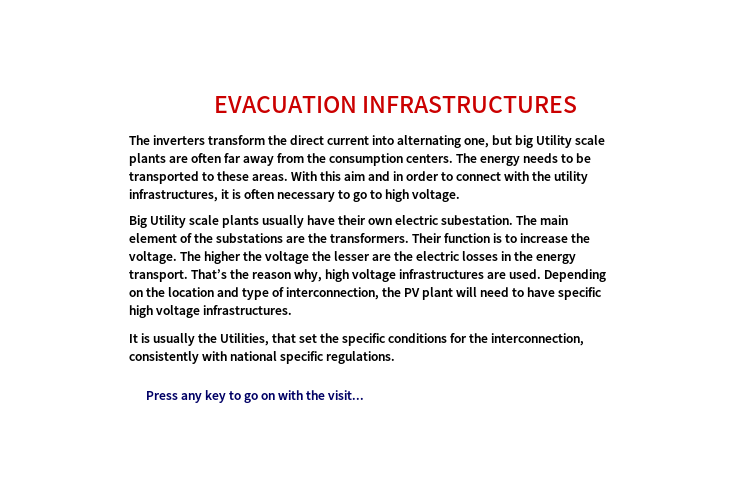 EVACUATION INFRASTRUCTURES
The inverters transform the direct current into alternating one, but big Utility scale
plants are often far away from the consumption centers. The energy needs to be
transported to these areas. With this aim and in order to connect with the utility
infrastructures, it is often necessary to go to high voltage.
Big Utility scale plants usually have their own electric subestation. The main
element of the substations are the transformers. Their function is to increase the
voltage. The higher the voltage the lesser are the electric losses in the energy
transport. That’s the reason why, high voltage infrastructures are used. Depending
on the location and type of interconnection, the PV plant will need to have specific
high voltage infrastructures.
It is usually the Utilities, that set the specific conditions for the interconnection,
consistently with national specific regulations.
Press any key to go on with the visit...